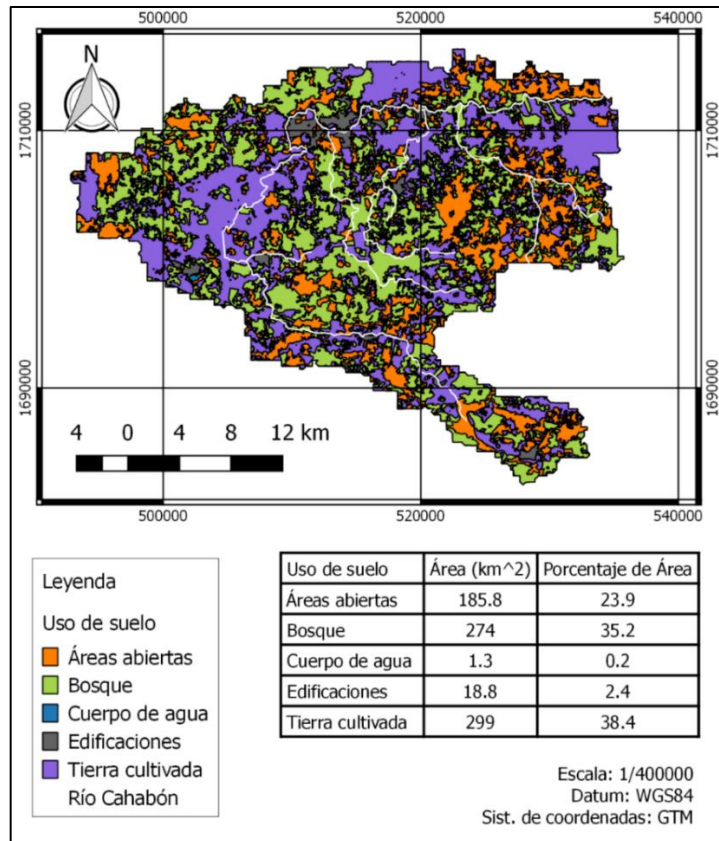 500000 520000 540000
N
1710000 1710000
1690000 1690000
4 0 4 8 12 km
500000 520000 540000
Leyenda
Uso de suelo
Áreas abiertas
Bosque
Cuerpo de agua
Edificaciones
Tierra cultivada
Río Cahabón
Uso de suelo Área (km^2) Porcentaje de Área
Áreas abiertas 185.8 23.9
Bosque 274 35.2
Cuerpo de agua 1.3 0.2
Edificaciones 18.8 2.4
Tierra cultivada 299 38.4
Escala: 1/400000
Datum: WGS84
Sist. de coordenadas: GTM